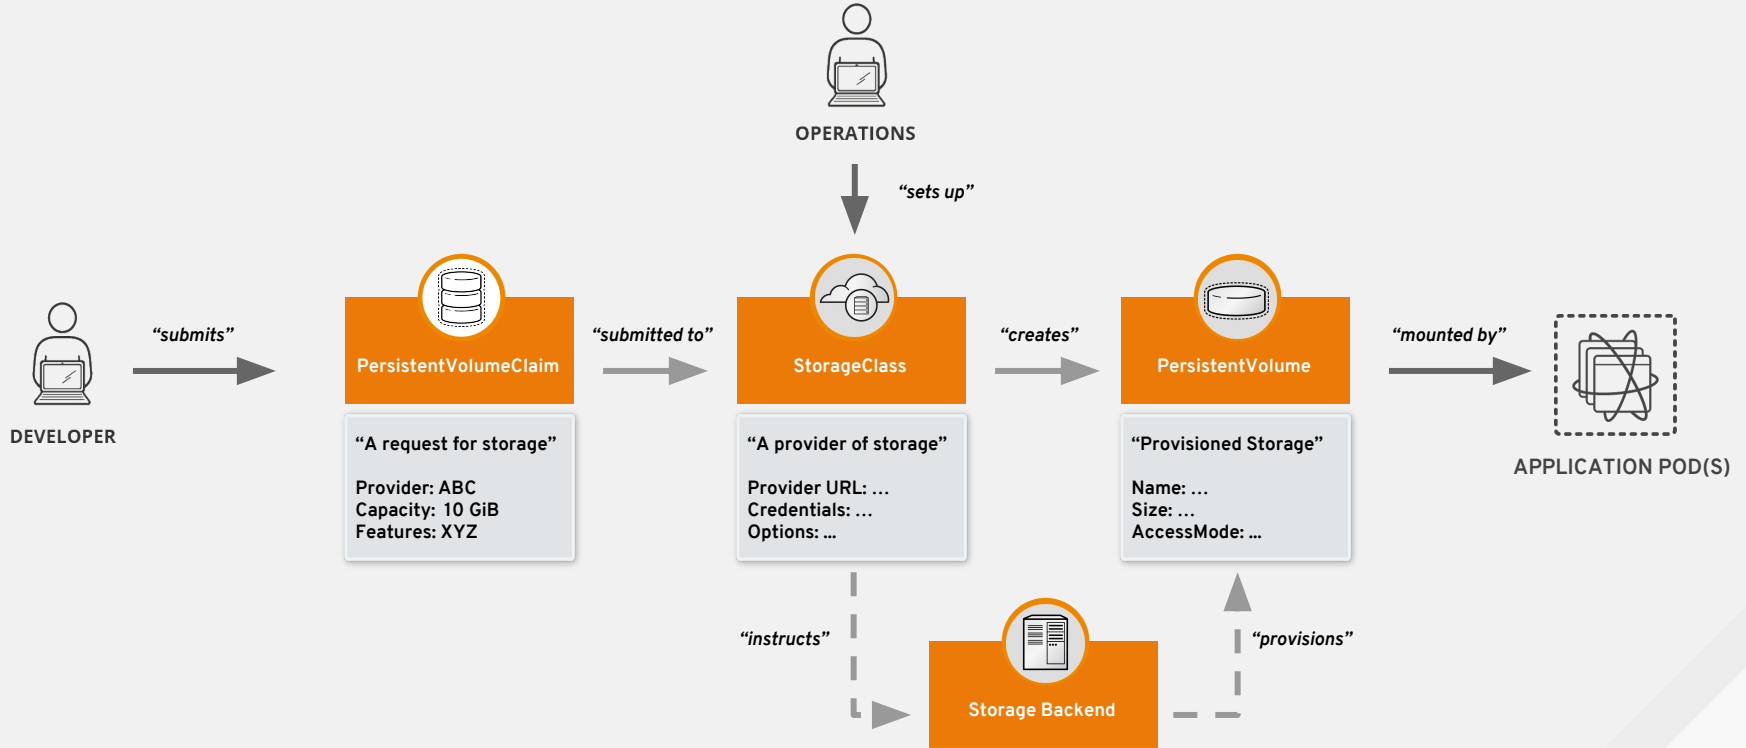 OPERATIONS
“sets up”
DEVELOPER
“submits”
PersistentVolumeClaim
“A request for storage”
Provider: ABC
Capacity: 10 GiB
Features: XYZ
“submitted to”
StorageClass
“A provider of storage”
Provider URL: …
Credentials: …
Options: ...
“creates”
PersistentVolume
“Provisioned Storage”
Name: …
Size: …
AccessMode: ...
“mounted by”
APPLICATION POD(S)
“instructs”
Storage Backend
“provisions”